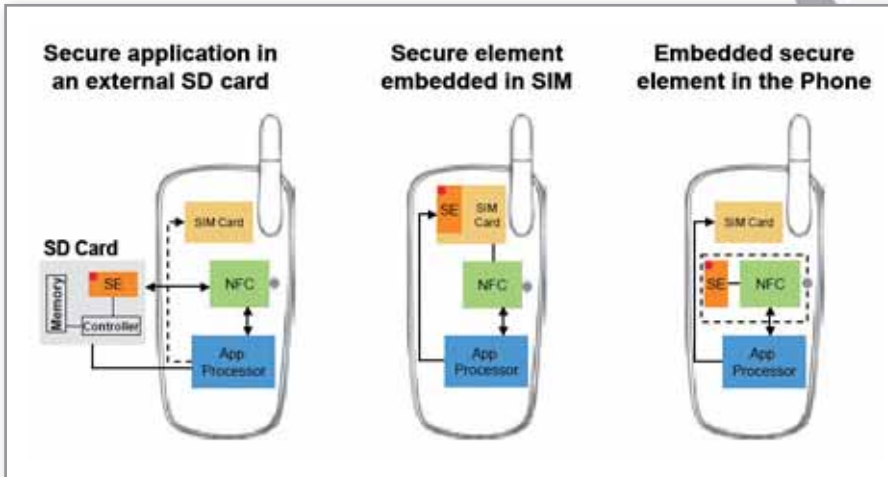 Secure application in
an external SD card
Secure element
embedded in SIM
Embedded secure
element in the Phone
SD Card
Memory
SE
Controller
SIM Card
NFC
App
Processor
SE
SIM
Card
NFC
App
Processor
SIM Card
SE
NFC
App
Processor